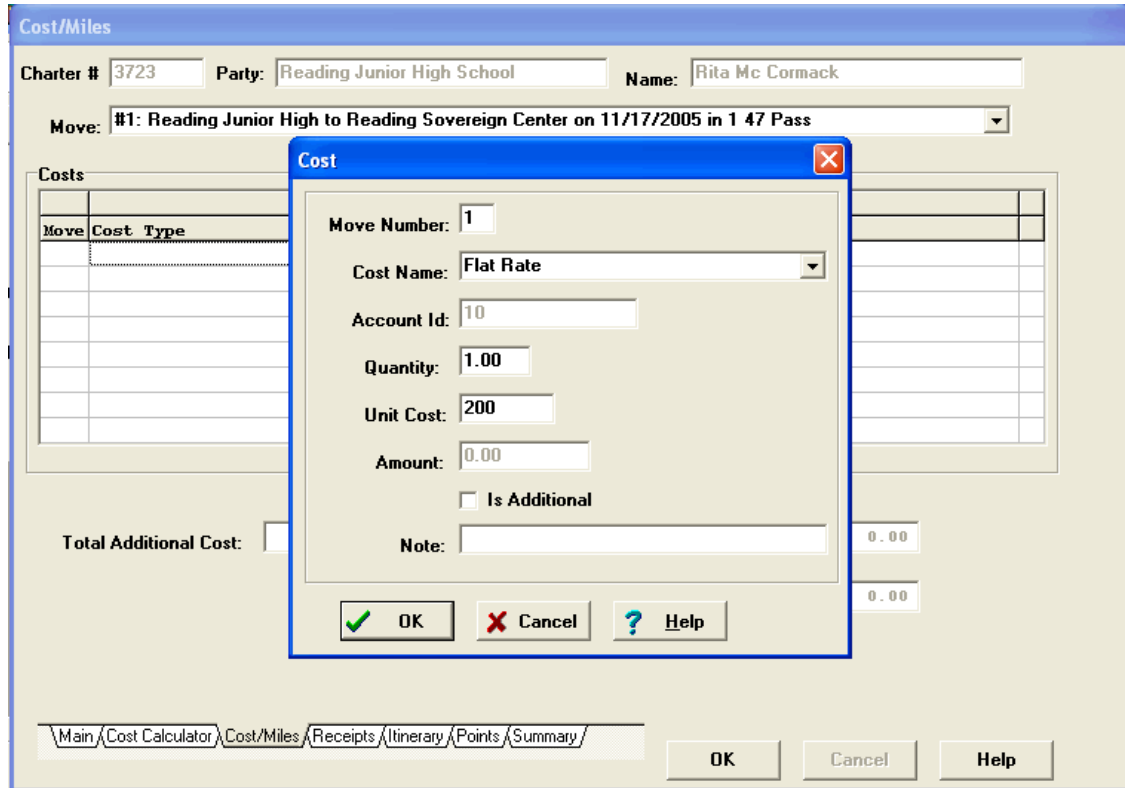 Cost/Miles
Charter # 3723 Party: Reading Junior High School Name: Rita Mc Cormack
Move: #1: Reading Junior High to Reading Sovereign Center on 11/17/2005 in 1 47 Pass
Costs
Move Cost Type
Cost
Move Number: 1
Cost Name: Flat Rate
Account Id: 10
Quantity: 1.00
Unit Cost: 200
Amount: 0.00
Is Additional
Note:
OK Cancel Help
Total Additional Cost: 0.00
0.00
Main Cost Calculator Cost/Miles Receipts Itinerary Points Summary
OK Cancel Help